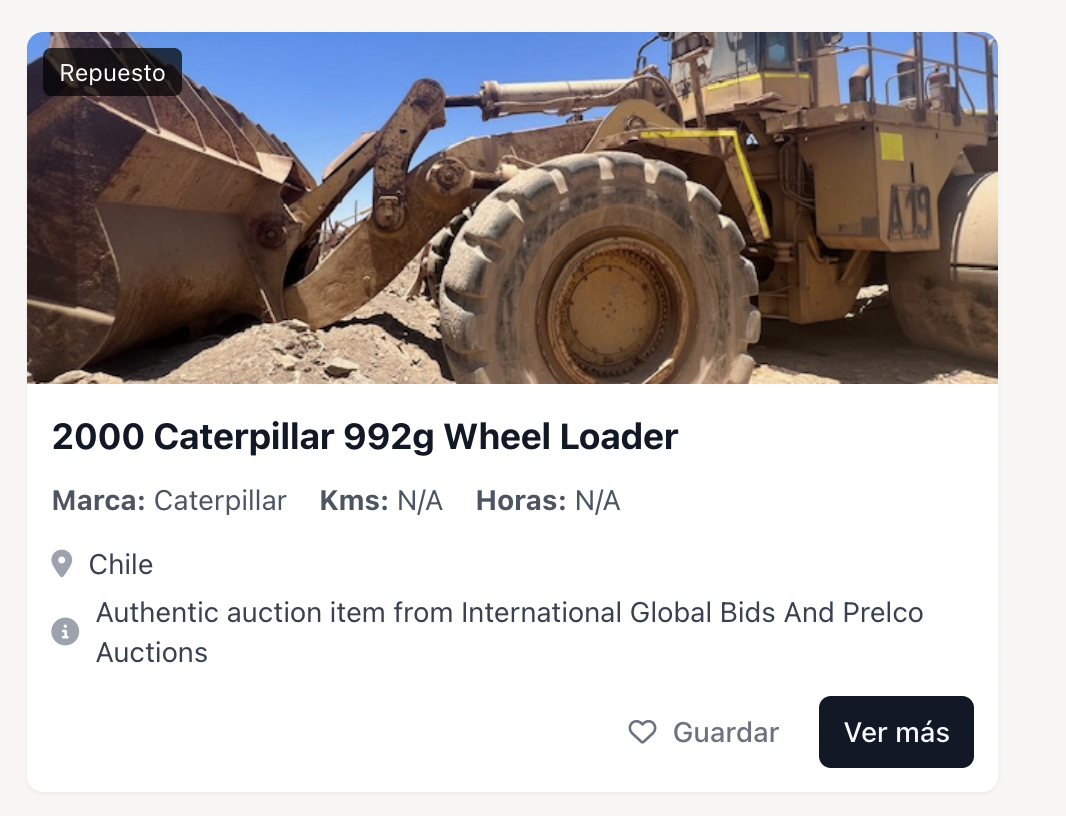 Repuesto
A19
2000 Caterpillar 992g Wheel Loader
Marca: Caterpillar Kms: N/A Horas: N/A
Chile
Authentic auction item from International Global Bids And Prelco
Auctions
Guardar Ver más